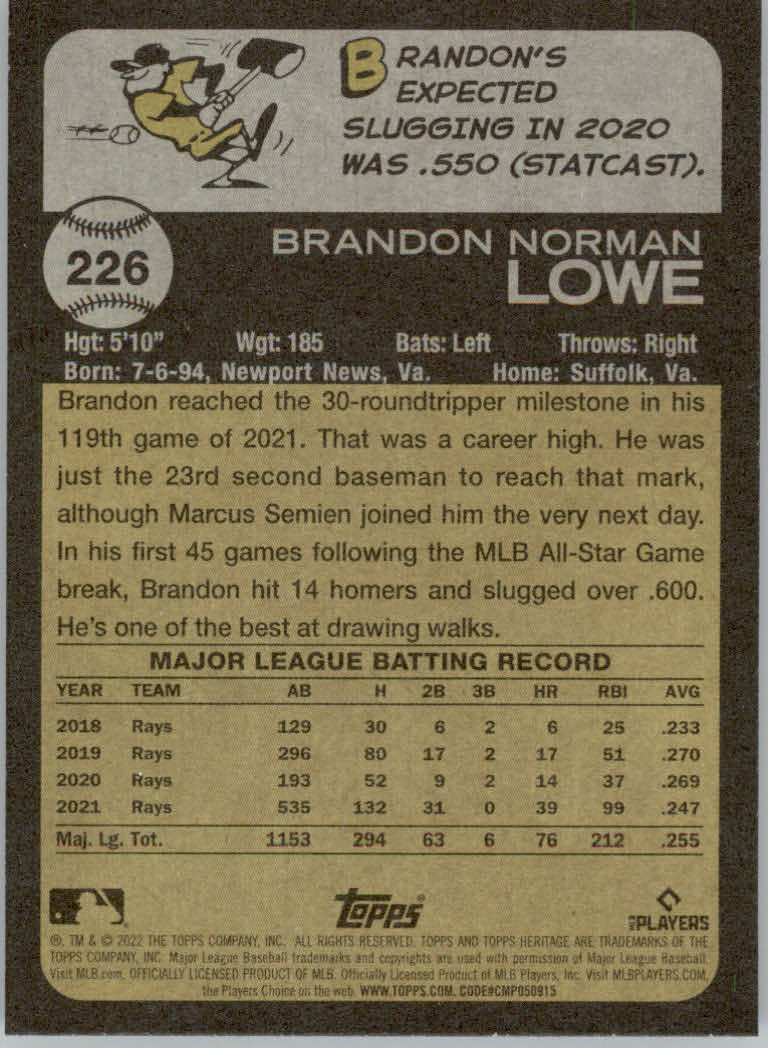 BRANDON'S
EXPECTED
SLUGGING IN 2020
WAS .550 (STATCAST).
226
BRANDON NORMAN
LOWE
Hgt: 5'10" Wgt: 185 Bats: Left Throws: Right
Born: 7-6-94, Newport News, Va. Home: Suffolk, Va.
Brandon reached the 30-roundtripper milestone in his
119th game of 2021. That was a career high. He was
just the 23rd second baseman to reach that mark,
although Marcus Semien joined him the very next day.
In his first 45 games following the MLB All-Star Game
break, Brandon hit 14 homers and slugged over .600.
He's one of the best at drawing walks.
MAJOR LEAGUE BATTING RECORD
YEAR TEAM AB H 2B 3B HR RBI AVG
2018 Rays 129 30 6 2 6 25 .233
2019 Rays 296 80 17 2 17 51 .270
2020 Rays 193 52 9 2 14 37 .269
2021 Rays 535 132 31 0 39 99 .247
Maj. Lg. Tot. 1153 294 63 6 76 212 .255
Topps®
MLB PLAYERS
®, TM & © 2022 THE TOPPS COMPANY, INC. ALL RIGHTS RESERVED. TOPPS AND TOPPS HERITAGE ARE TRADEMARKS OF THE
TOPPS COMPANY, INC. Major League Baseball trademarks and copyrights are used with permission of Major League Baseball.
Visit MLB.com. OFFICIALLY LICENSED PRODUCT OF MLB. Officially Licensed Product of MLB Players, Inc. Visit MLBPLAYERS.COM,
the Players Choice on the web. WWW.TOPPS.COM. CODE#CMP050915